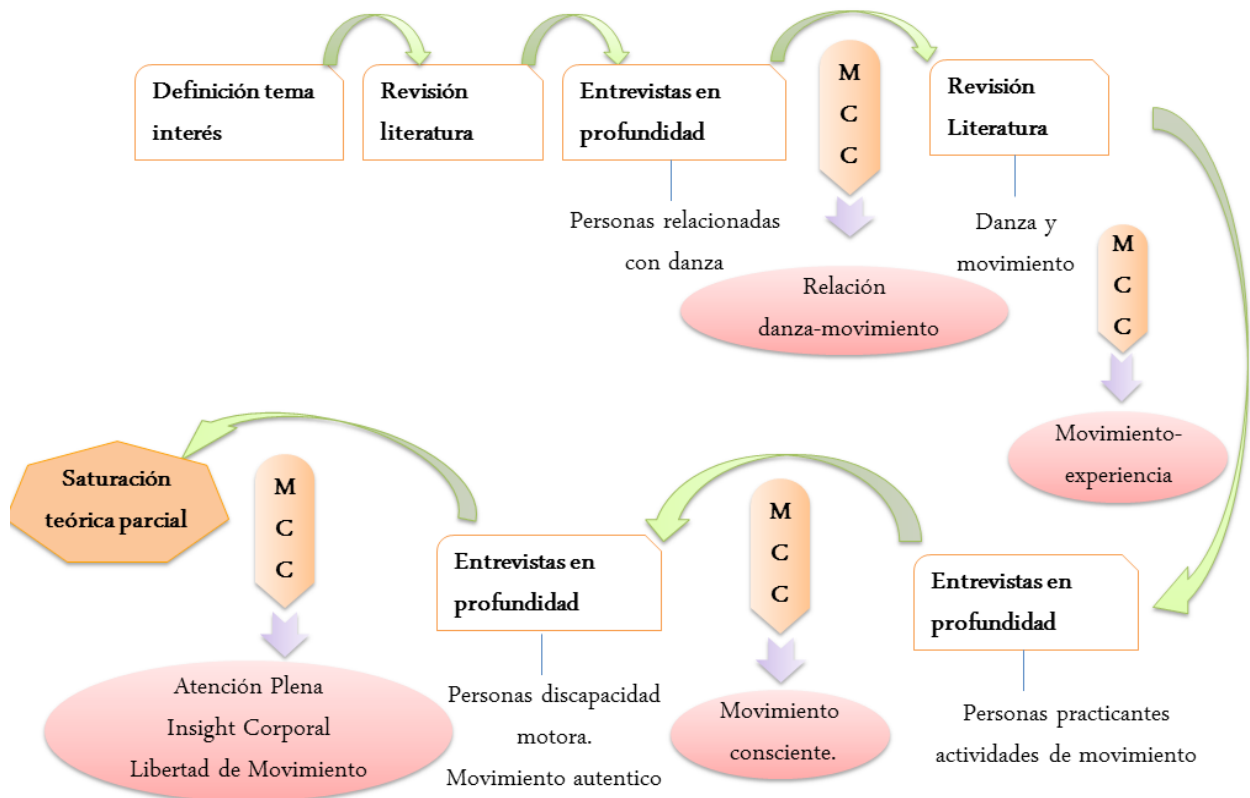 Definición tema
interés
Revisión
literatura
Entrevistas en
profundidad
Personas relacionadas
con danza
M
C
C
Relación
danza-movimiento
Revisión
Literatura
Danza y
movimiento
M
C
C
Movimiento-
experiencia
Entrevistas en
profundidad
Personas practicantes
actividades de movimiento
M
C
C
Movimiento
consciente.
Entrevistas en
profundidad
Personas discapacidad
motora.
Movimiento autentico
M
C
C
Atención Plena
Insight Corporal
Libertad de Movimiento
Saturación
teórica parcial